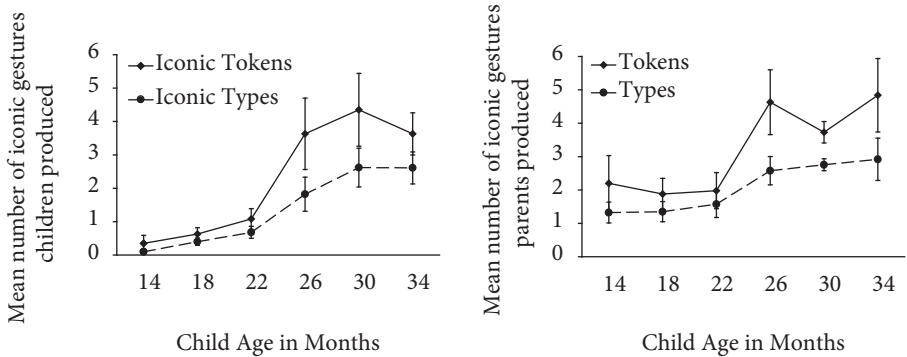 Mean number of iconic gestures
children produced
6
5
4
3
2
1
0
Iconic Tokens
Iconic Types
14 18 22 26 30 34
Child Age in Months
Mean number of iconic gestures
parents produced
6
5
4
3
2
1
0
Tokens
Types
14 18 22 26 30 34
Child Age in Months